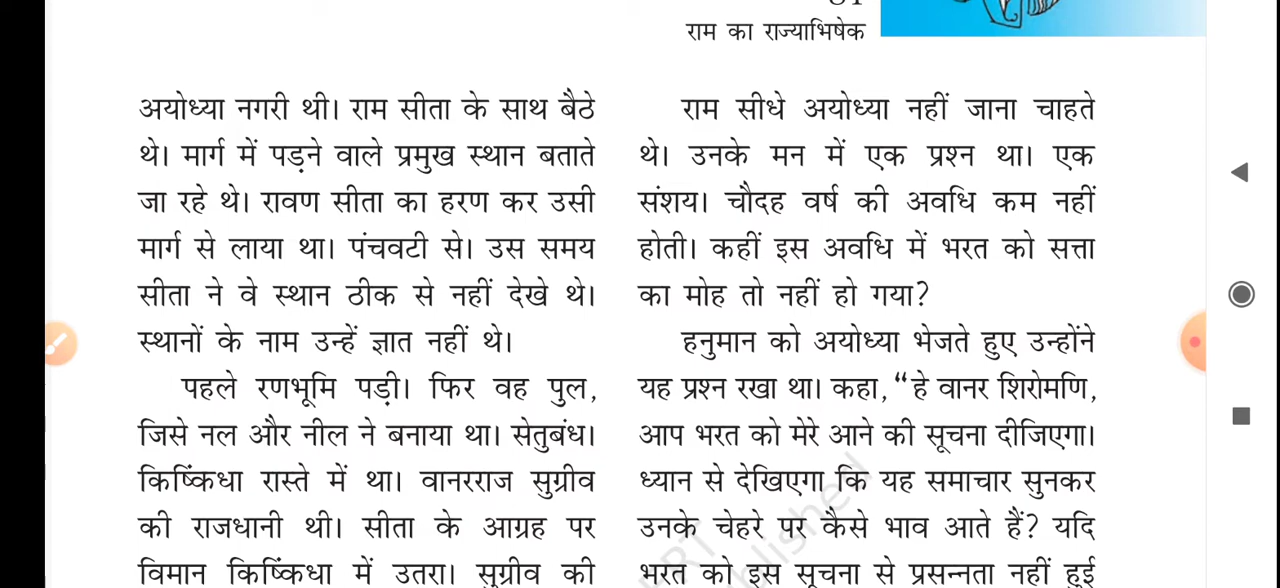 राम का राज्याभिषेक
अयोध्या नगरी थी। राम सीता के साथ बैठे
थे। मार्ग में पड़ने वाले प्रमुख स्थान बताते
जा रहे थे। रावण सीता का हरण कर उसी
मार्ग से लाया था। पंचवटी से। उस समय
सीता ने वे स्थान ठीक से नहीं देखे थे।
स्थानों के नाम उन्हें ज्ञात नहीं थे।
पहले रणभूमि पड़ी। फिर वह पुल,
जिसे नल और नील ने बनाया था। सेतुबंध।
किष्किंधा रास्ते में था। वानरराज सुग्रीव
की राजधानी थी। सीता के आग्रह पर
विमान किष्किंधा में उतरा। सुग्रीव की
राम सीधे अयोध्या नहीं जाना चाहते
थे। उनके मन में एक प्रश्न था। एक
संशय। चौदह वर्ष की अवधि कम नहीं
होती। कहीं इस अवधि में भरत को सत्ता
का मोह तो नहीं हो गया?
हनुमान को अयोध्या भेजते हुए उन्होंने
यह प्रश्न रखा था। कहा, “हे वानर शिरोमणि,
आप भरत को मेरे आने की सूचना दीजिएगा।
ध्यान से देखिएगा कि यह समाचार सुनकर
उनके चेहरे पर कैसे भाव आते हैं? यदि
भरत को इस सूचना से प्रसन्नता नहीं हुई